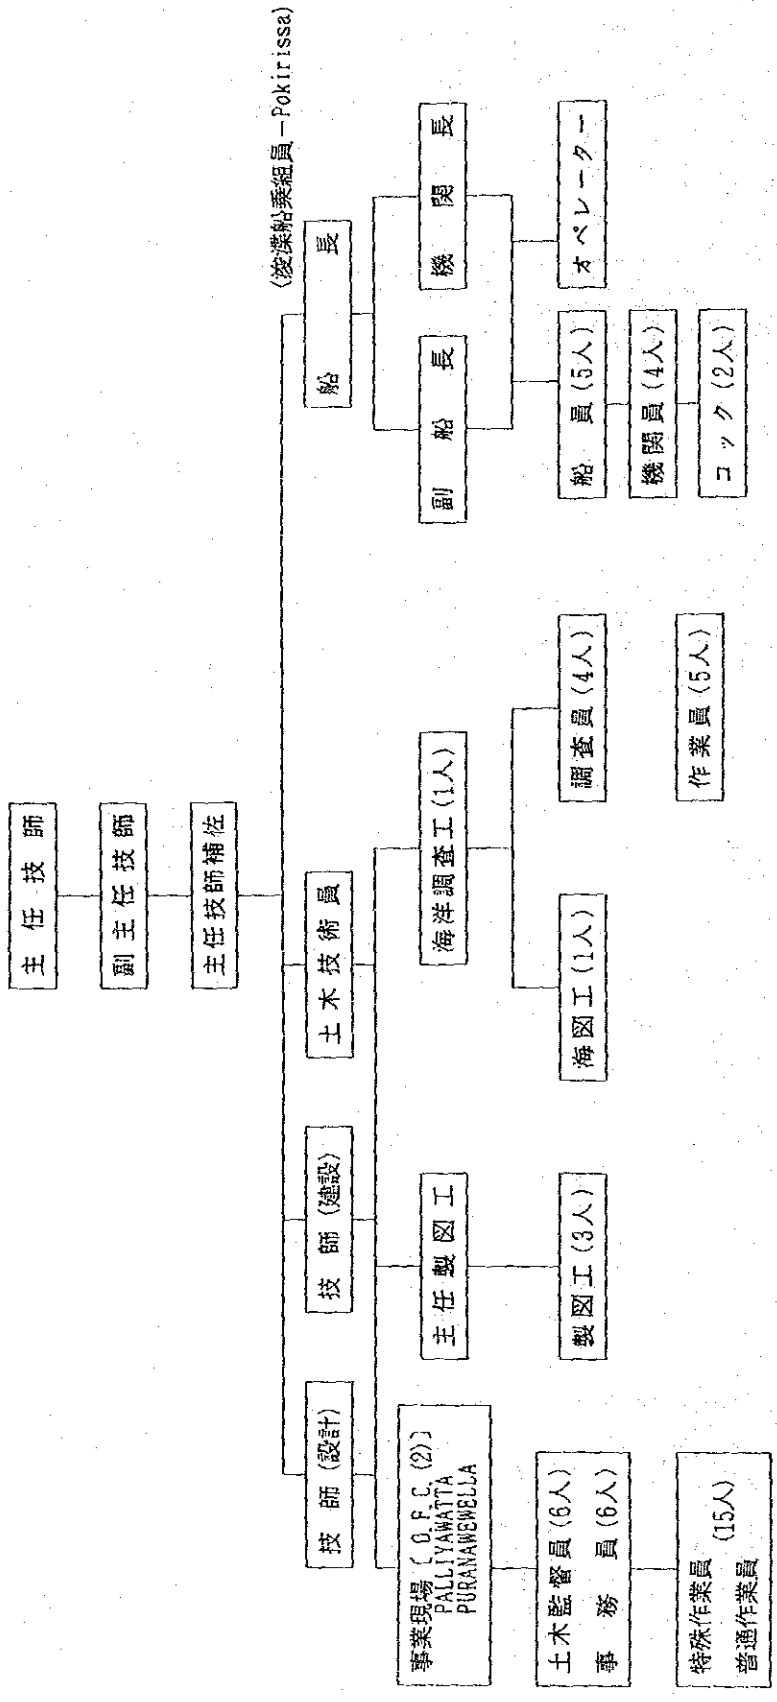 主任技師
副主任技師
主任技師補佐
(浚渫船乗組員-Pokirissa)
技師(設計)
技師(建設)
土木技術員
船長
事業現場 [ O.P.C. (2)]
PALLIYAWATTA
PURANAWEWELLA
主任製図工
海洋調査工(1人)
副船長
機関長
土木監督員(6人)
事務員(6人)
製図工(3人)
海図工(1人)
調査員(4人)
船員(5人)
オペレーター
特殊作業員
(15人)
普通作業員
作業員(5人)
機関員(4人)
コック(2人)